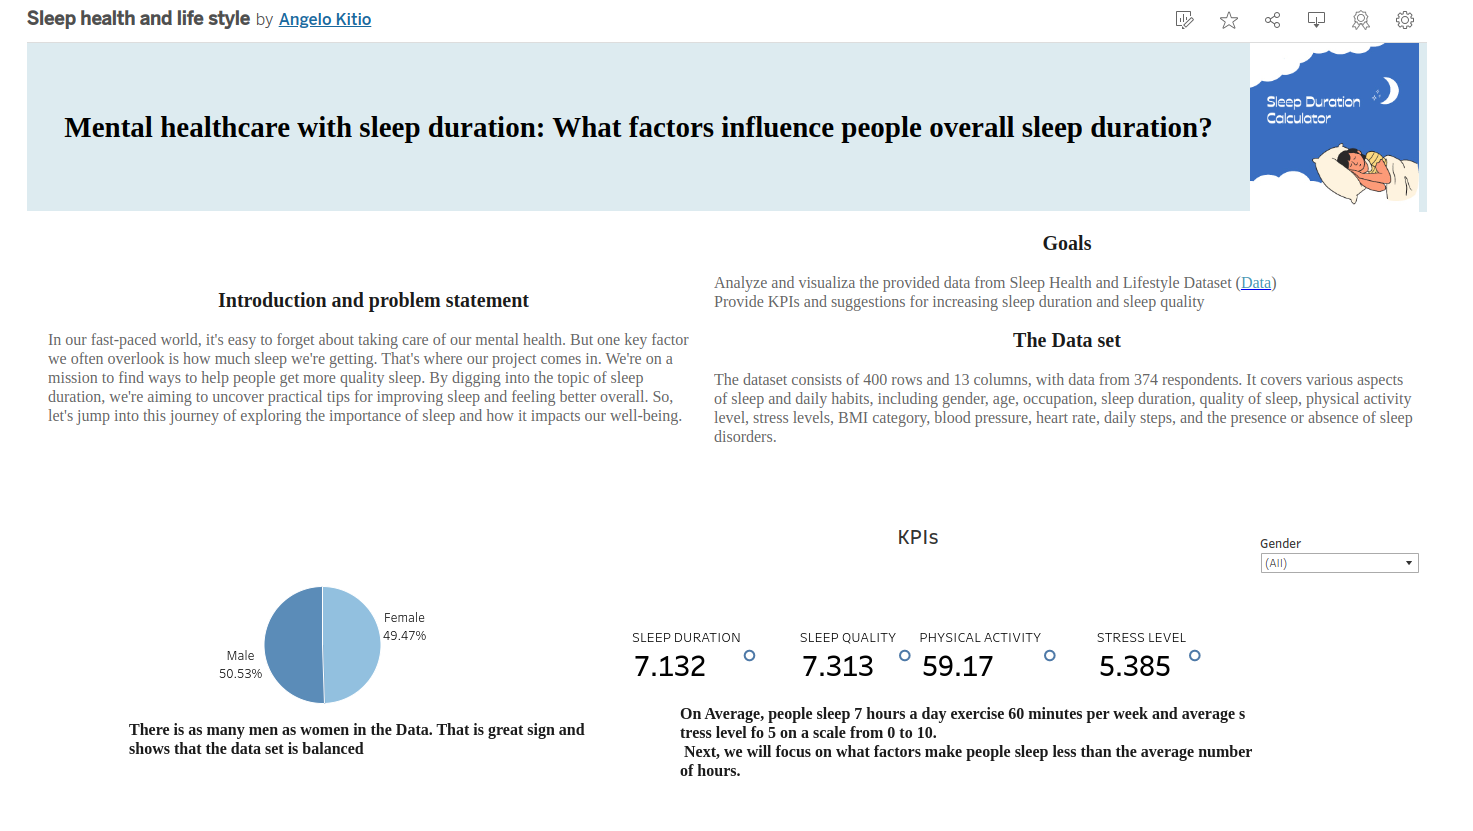 Sleep health and life style by Angelo Kitio
Mental healthcare with sleep duration: What factors influence people overall sleep duration?
Sleep Duration
Calculator
Introduction and problem statement
In our fast-paced world, it's easy to forget about taking care of our mental health. But one key factor
we often overlook is how much sleep we're getting. That's where our project comes in. We're on a
mission to find ways to help people get more quality sleep. By digging into the topic of sleep
duration, we're aiming to uncover practical tips for improving sleep and feeling better overall. So,
let's jump into this journey of exploring the importance of sleep and how it impacts our well-being.
Goals
Analyze and visualiza the provided data from Sleep Health and Lifestyle Dataset (Data)
Provide KPIs and suggestions for increasing sleep duration and sleep quality
The Data set
The dataset consists of 400 rows and 13 columns, with data from 374 respondents. It covers various aspects
of sleep and daily habits, including gender, age, occupation, sleep duration, quality of sleep, physical activity
level, stress levels, BMI category, blood pressure, heart rate, daily steps, and the presence or absence of sleep
disorders.
Female
49.47%
Male
50.53%
There is as many men as women in the Data. That is great sign and
shows that the data set is balanced
KPIs
Gender
(All)
SLEEP DURATION
7.132
SLEEP QUALITY
7.313
PHYSICAL ACTIVITY
59.17
STRESS LEVEL
5.385
On Average, people sleep 7 hours a day exercise 60 minutes per week and average s
tress level fo 5 on a scale from 0 to 10.
Next, we will focus on what factors make people sleep less than the average number
of hours.